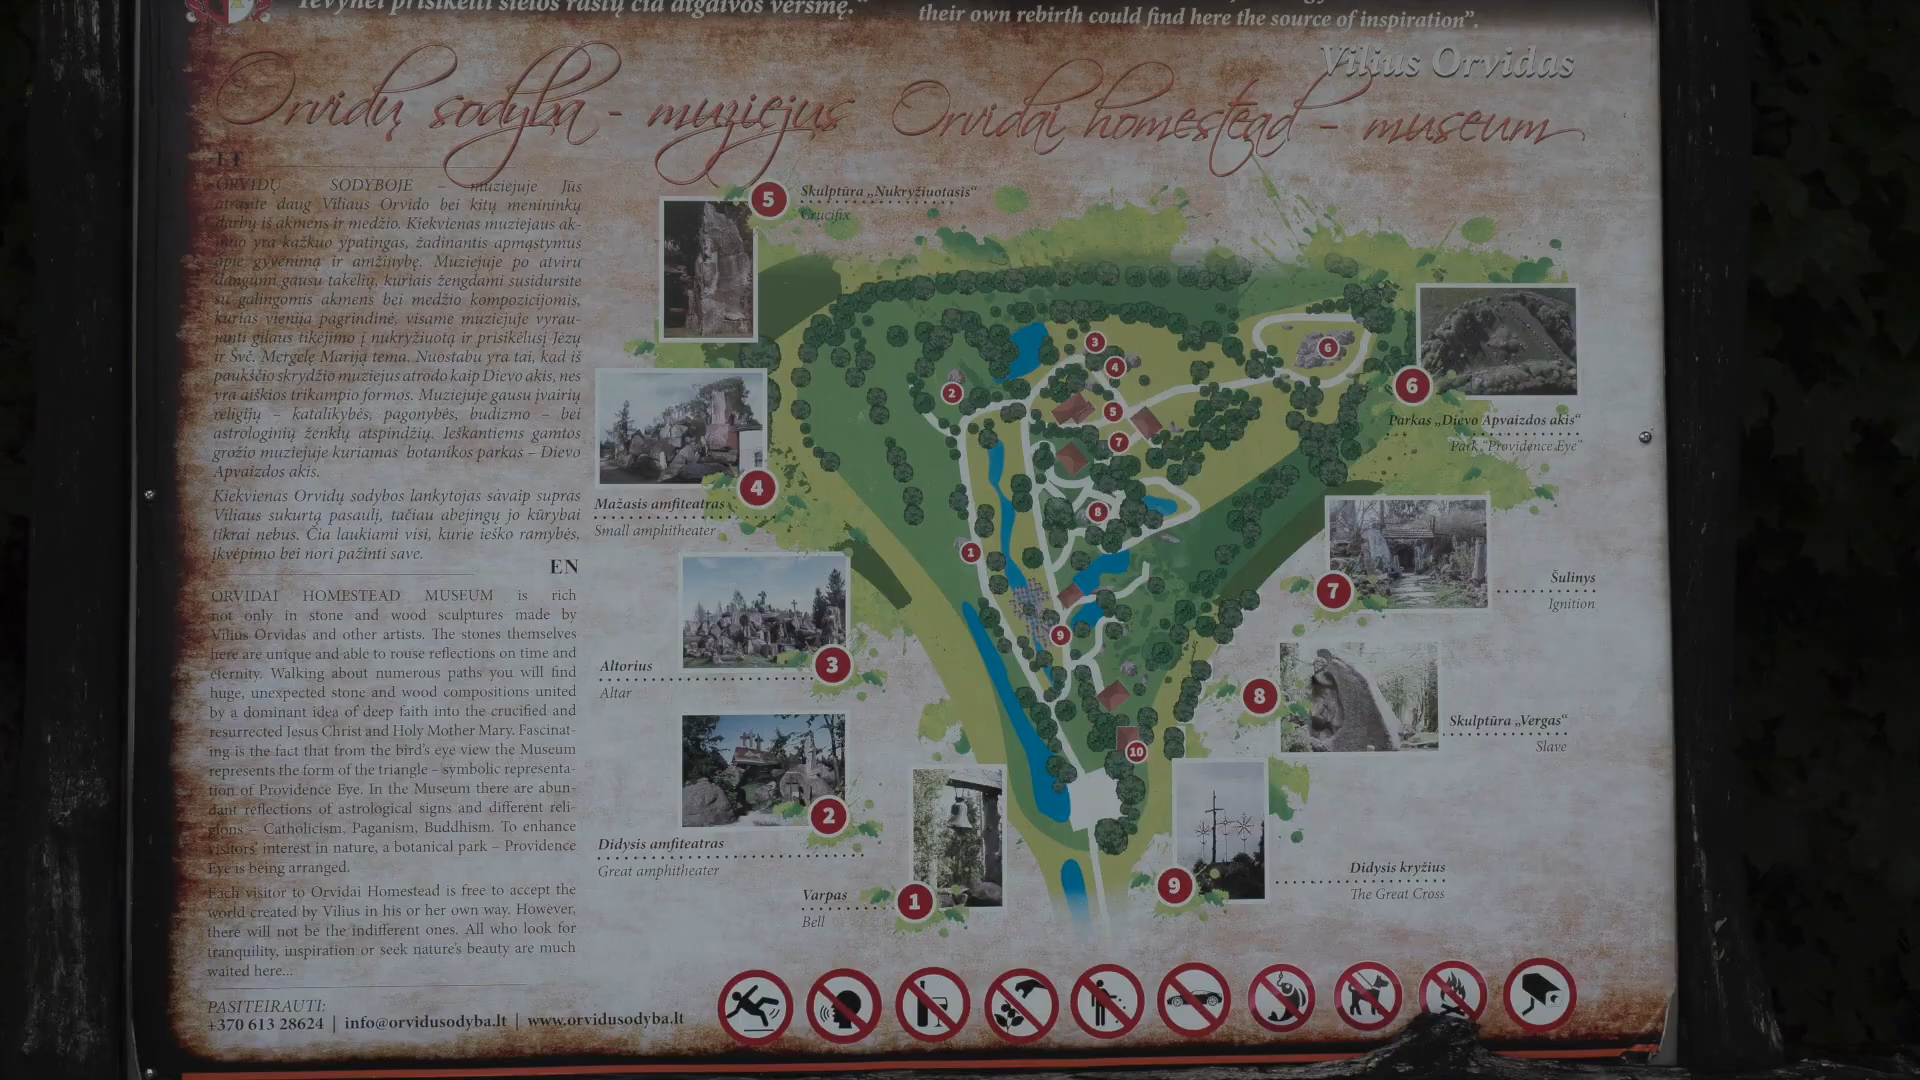 Tėvynei prisikelti sielos rastų čia atgaivos versmę.“
their own rebirth could find here the source of inspiration”.
Vilius Orvidas
Orvidų sodyba - muziejus
Orvidai homestead - museum
LT
ORVIDŲ SODYBOJE – muziejuje Jūs
atrasite daug Viliaus Orvido bei kitų menininkų
darbų iš akmens ir medžio. Kiekvienas muziejaus ak-
muo yra kažkuo ypatingas, žadinantis apmąstymus
apie gyvenimą ir amžinybę. Muziejuje po atviru
dangumi gausu takelių, kuriais žengdami susidursite
su galingomis akmens bei medžio kompozicijomis,
kurias vienija pagrindinė, visame muziejuje vyrau-
janti gilaus tikėjimo į nukryžiuotą ir prisikėlusį Jėzų
ir Švč. Mergelę Mariją tema. Nuostabu yra tai, kad iš
paukščio skrydžio muziejus atrodo kaip Dievo akis, nes
yra aiškios trikampio formos. Muziejuje gausu įvairių
religijų – katalikybės, pagonybės, budizmo – bei
astrologinių ženklų atspindžių. Ieškantiems gamtos
grožio muziejuje kuriamas botanikos parkas – Dievo
Apvaizdos akis.
Kiekvienas Orvidų sodybos lankytojas savaip supras
Viliaus sukurtą pasaulį, tačiau abejingų jo kūrybai
tikrai nebus. Čia laukiami visi, kurie ieško ramybės,
įkvėpimo bei nori pažinti save.
EN
ORVIDAI HOMESTEAD MUSEUM is rich
not only in stone and wood sculptures made by
Vilius Orvidas and other artists. The stones themselves
here are unique and able to rouse reflections on time and
eternity. Walking about numerous paths you will find
huge, unexpected stone and wood compositions united
by a dominant idea of deep faith into the crucified and
resurrected Jesus Christ and Holy Mother Mary. Fascinat-
ing is the fact that from the bird's eye view the Museum
represents the form of the triangle – symbolic representa-
tion of Providence Eye. In the Museum there are abun-
dant reflections of astrological signs and different reli-
gions – Catholicism, Paganism, Buddhism. To enhance
visitors' interest in nature, a botanical park – Providence
Eye is being arranged.
Each visitor to Orvidai Homestead is free to accept the
world created by Vilius in his or her own way. However,
there will not be the indifferent ones. All who look for
tranquility, inspiration or seek nature's beauty are much
waited here...
PASITEIRAUTI:
+370 613 28624 | info@orvidusodyba.lt | www.orvidusodyba.lt
5
Skulptūra „Nukryžiuotasis“
Crucifix
4
Mažasis amfiteatras
Small amphitheater
3
Altorius
Altar
2
Didysis amfiteatras
Great amphitheater
1
Varpas
Bell
6
Parkas „Dievo Apvaizdos akis“
Park „Providence Eye“
7
Šulinys
Ignition
8
Skulptūra „Vergas“
Slave
9
Didysis kryžius
The Great Cross
3
6
4
2
5
7
8
1
9
10